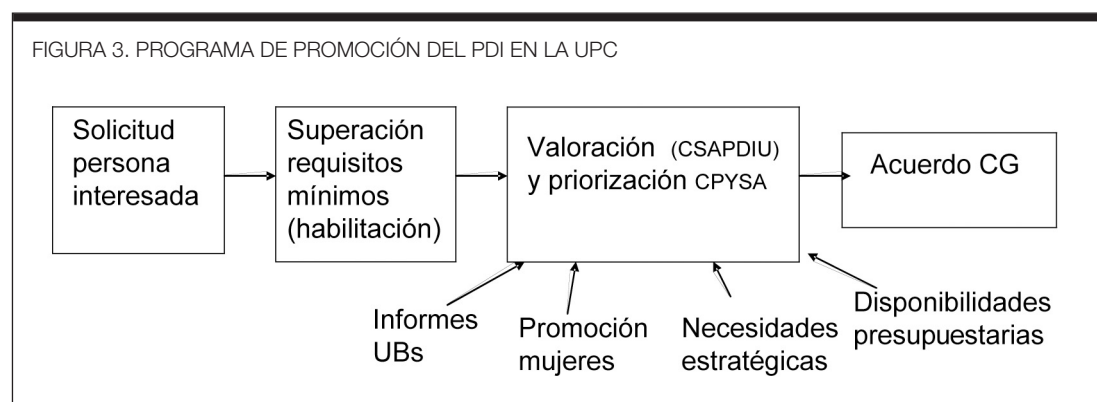 FIGURA 3. PROGRAMA DE PROMOCIÓN DEL PDI EN LA UPC
Solicitud
persona
interesada
Superación
requisitos
mínimos
(habilitación)
Valoración (CSAPDIU)
y priorización CPYSA
Acuerdo CG
Informes
UBs
Promoción
mujeres
Necesidades
estratégicas
Disponibilidades
presupuestarias